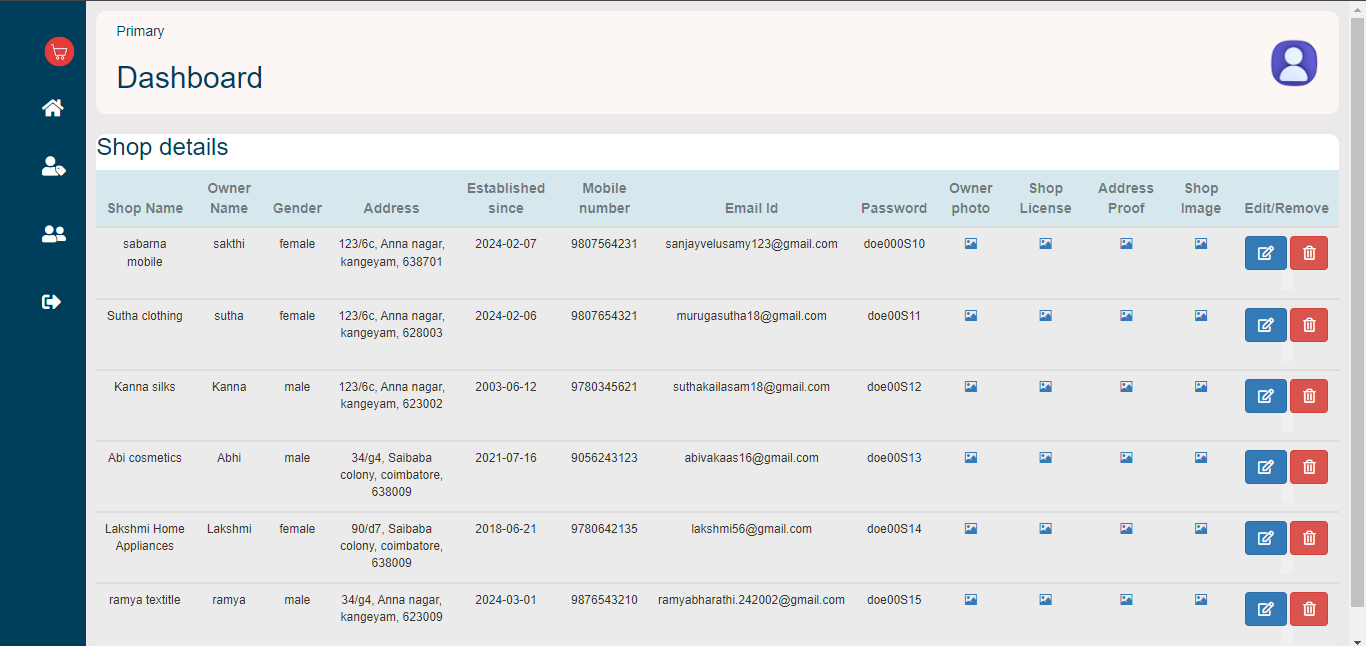 Primary
Dashboard
Shop details
Shop Name Owner Name Gender Address Established since Mobile number Email Id Password Owner photo Shop License Address Proof Shop Image Edit/Remove
sabarna mobile sakthi female 123/6c, Anna nagar, kangeyam, 638701 2024-02-07 9807564231 sanjayvelusamy123@gmail.com doe000S10
Sutha clothing sutha female 123/6c, Anna nagar, kangeyam, 628003 2024-02-06 9807654321 murugasutha18@gmail.com doe00S11
Kanna silks Kanna male 123/6c, Anna nagar, kangeyam, 623002 2003-06-12 9780345621 suthakailasam18@gmail.com doe00S12
Abi cosmetics Abhi male 34/g4, Saibaba colony, coimbatore, 638009 2021-07-16 9056243123 abivakaas16@gmail.com doe00S13
Lakshmi Home Appliances Lakshmi female 90/d7, Saibaba colony, coimbatore, 638009 2018-06-21 9780642135 lakshmi56@gmail.com doe00S14
ramya textitle ramya male 34/g4, Anna nagar, kangeyam, 623009 2024-03-01 9876543210 ramyabharathi.242002@gmail.com doe00S15